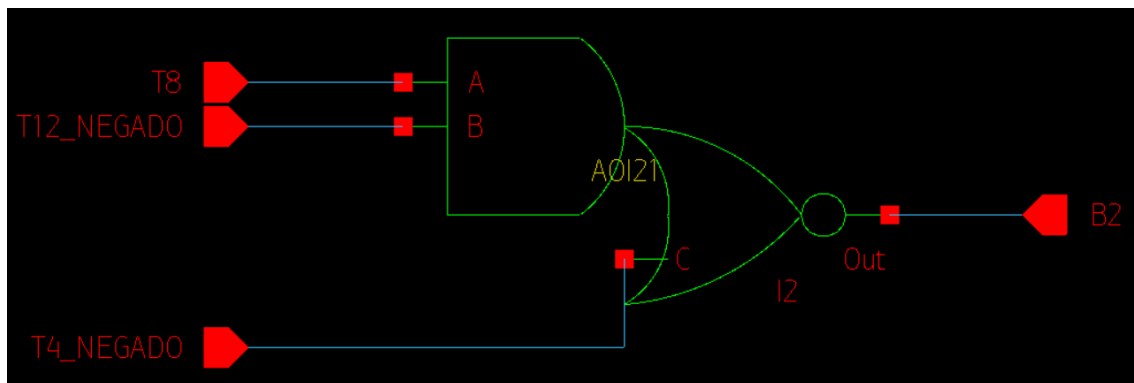 T8
A
T12_NEGADO
B
AOI21
B2
C
Out
I2
T4_NEGADO